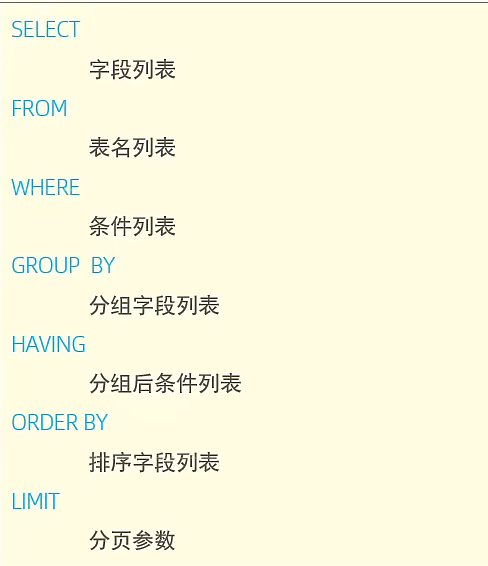 SELECT
字段列表
FROM
表名列表
WHERE
条件列表
GROUP BY
分组字段列表
HAVING
分组后条件列表
ORDER BY
排序字段列表
LIMIT
分页参数